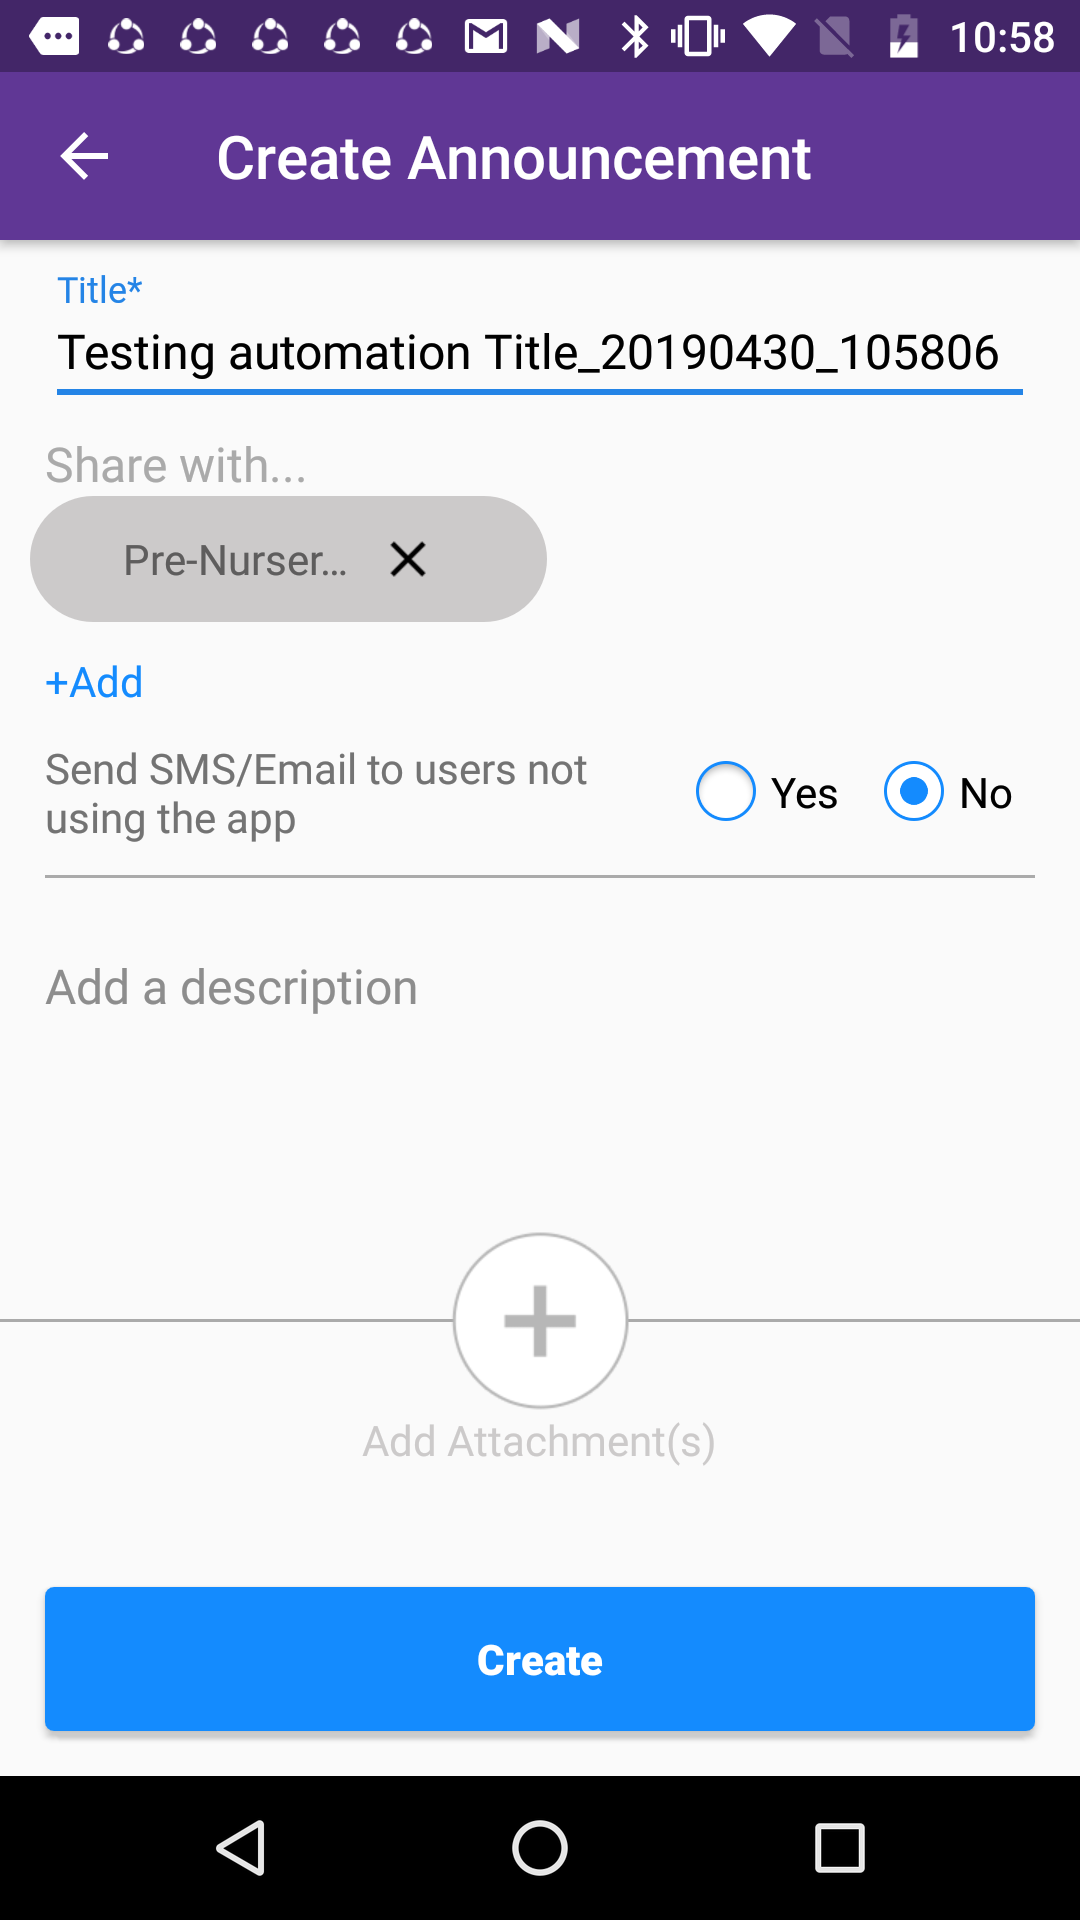 10:58
Create Announcement
Title*
Testing automation Title_20190430_105806
Share with...
Pre-Nurser...
+Add
Send SMS/Email to users not
using the app
Yes
No
Add a description
Add Attachment(s)
Create